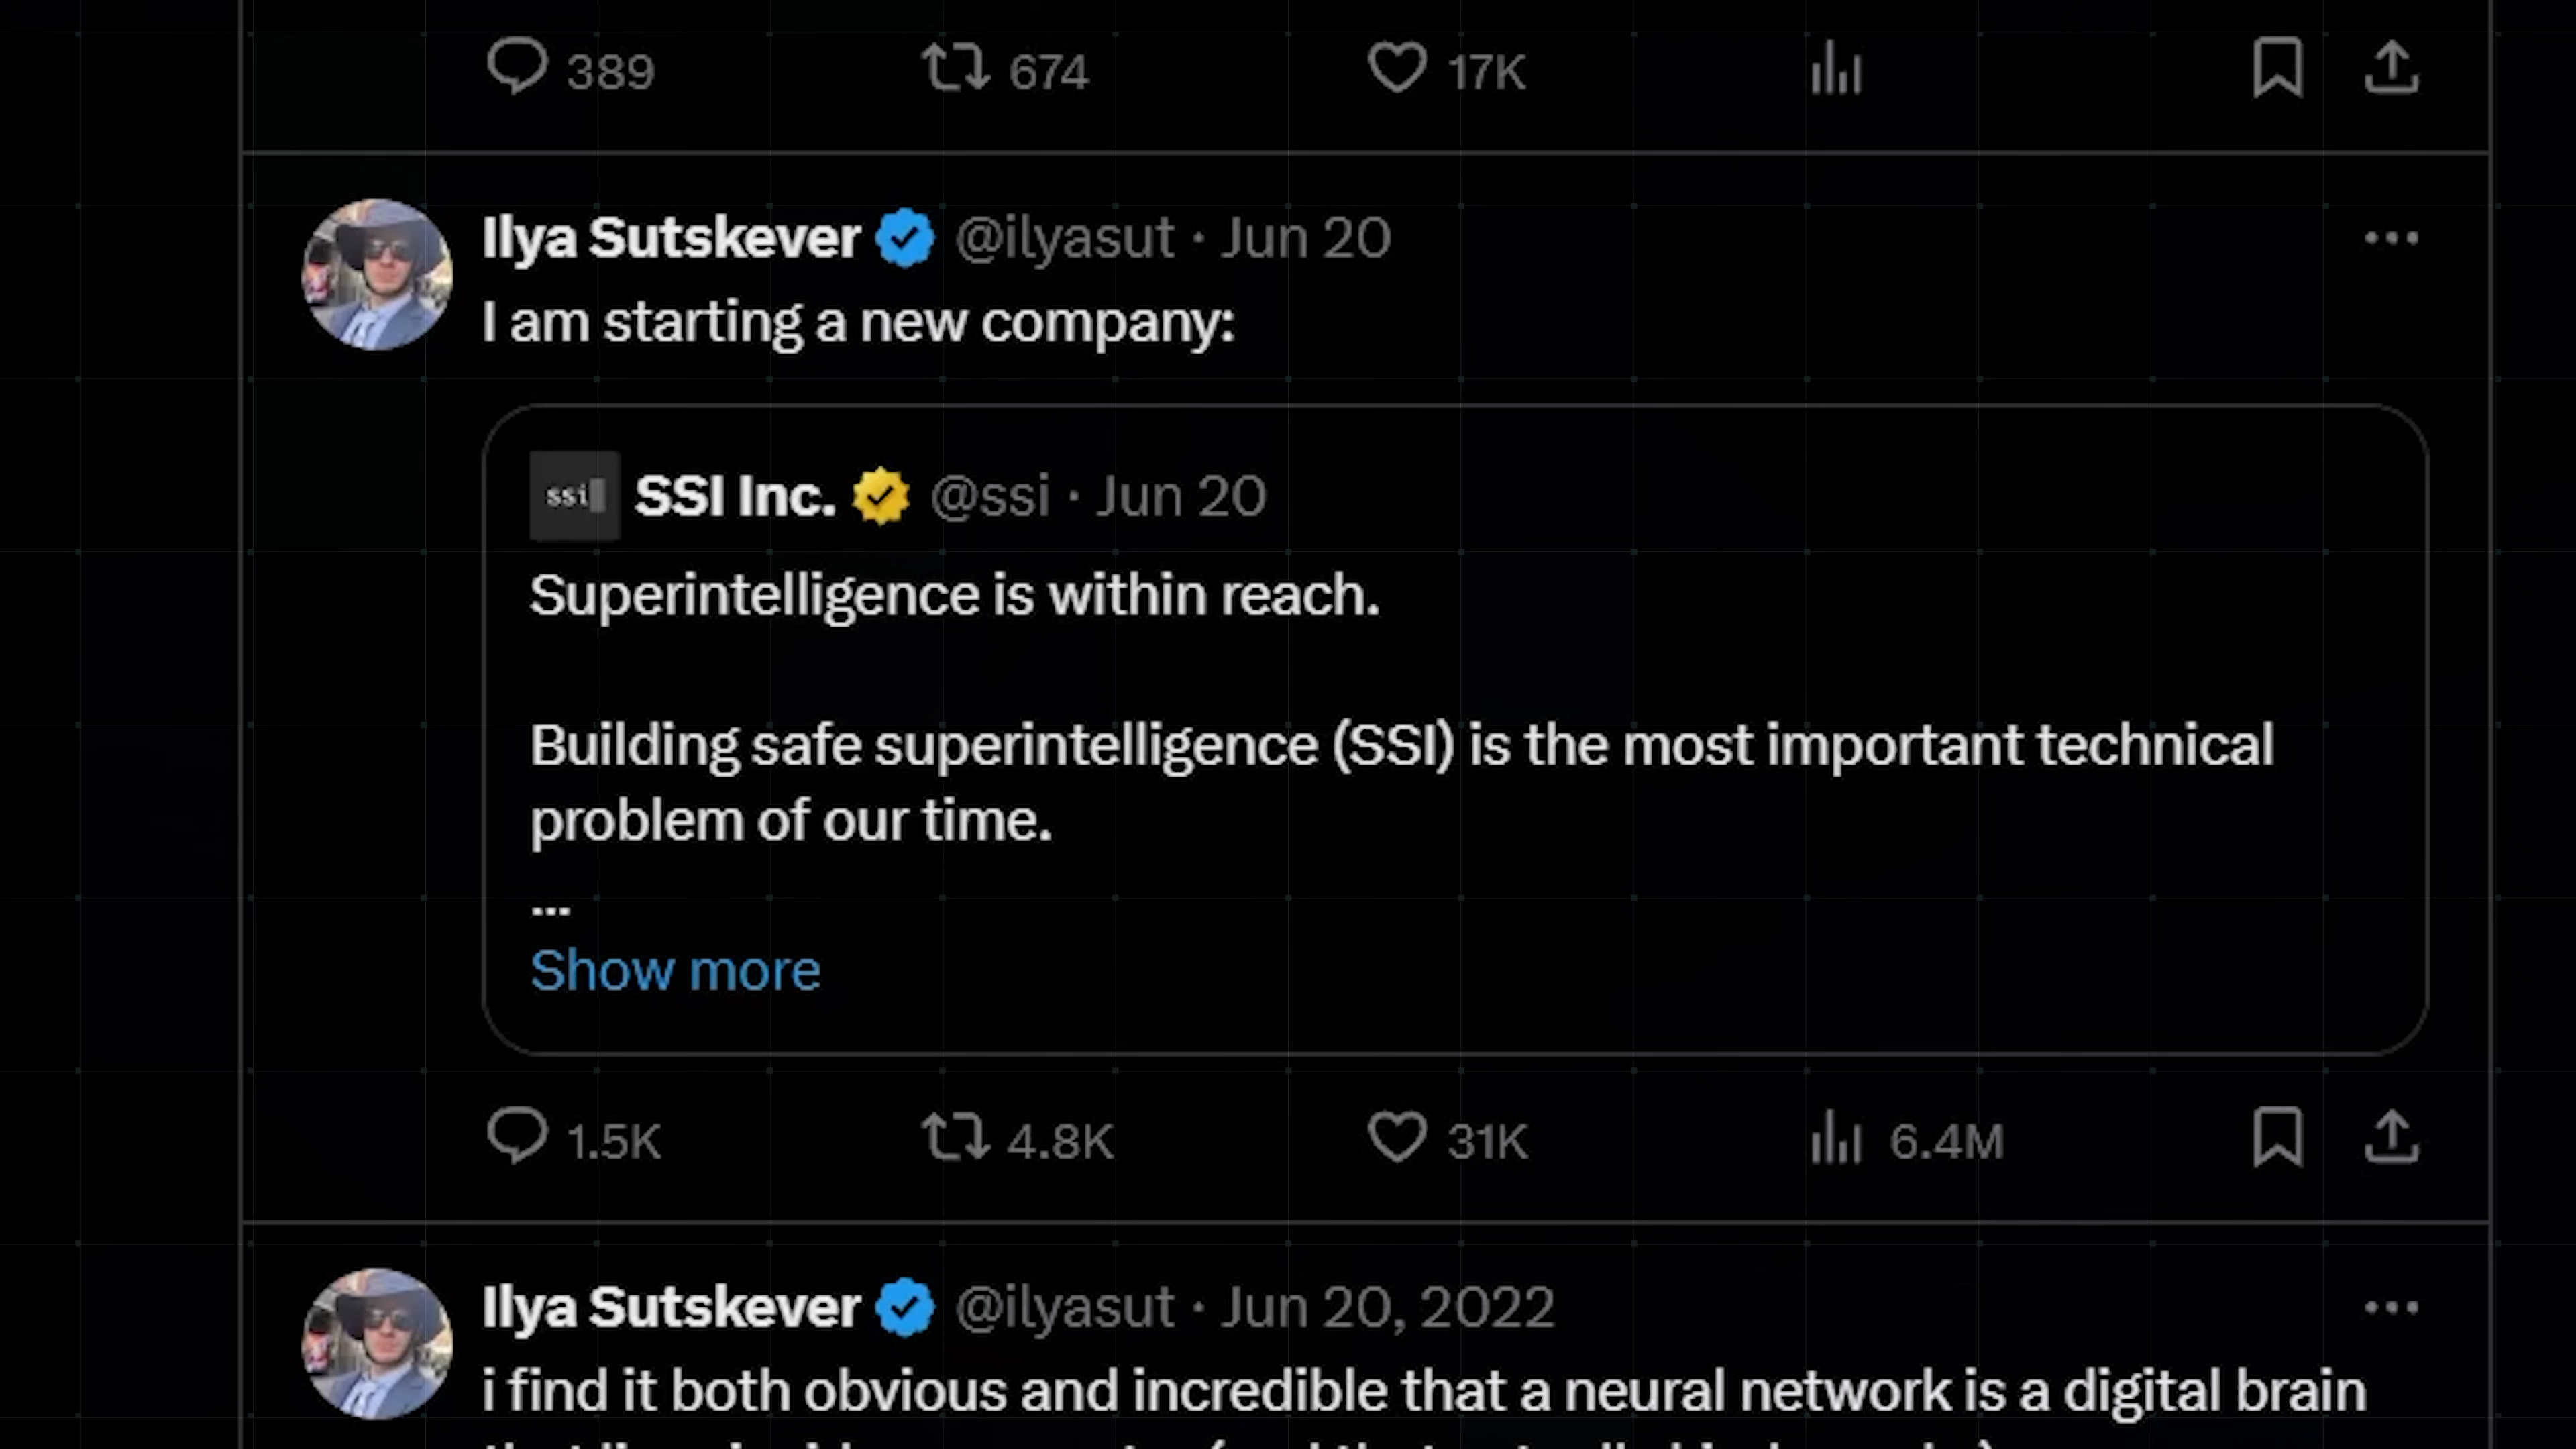 389 674 17K
Ilya Sutskever @ilyasut · Jun 20
I am starting a new company:
ssi SSI Inc. @ssi · Jun 20
Superintelligence is within reach.
Building safe superintelligence (SSI) is the most important technical
problem of our time.
...
Show more
1.5K 4.8K 31K 6.4M
Ilya Sutskever @ilyasut · Jun 20, 2022
i find it both obvious and incredible that a neural network is a digital brain